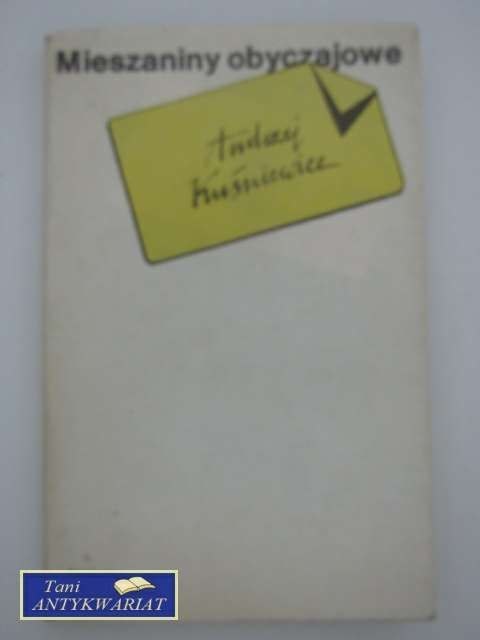 Mieszaniny obyczajowe
Andrzej
Kuśniewicz
Tani
ANTYKWARIAT